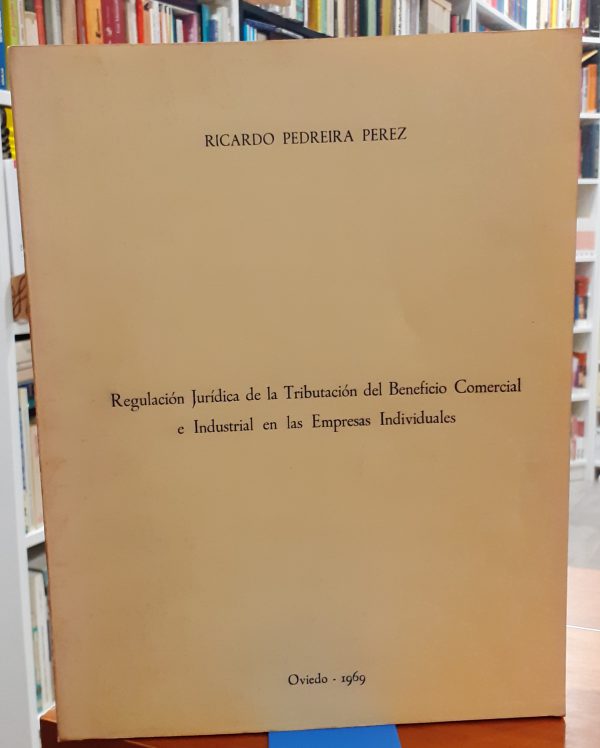 RICARDO PEDREIRA PEREZ
Regulación Jurídica de la Tributación del Beneficio Comercial
e Industrial en las Empresas Individuales
Oviedo - 1969